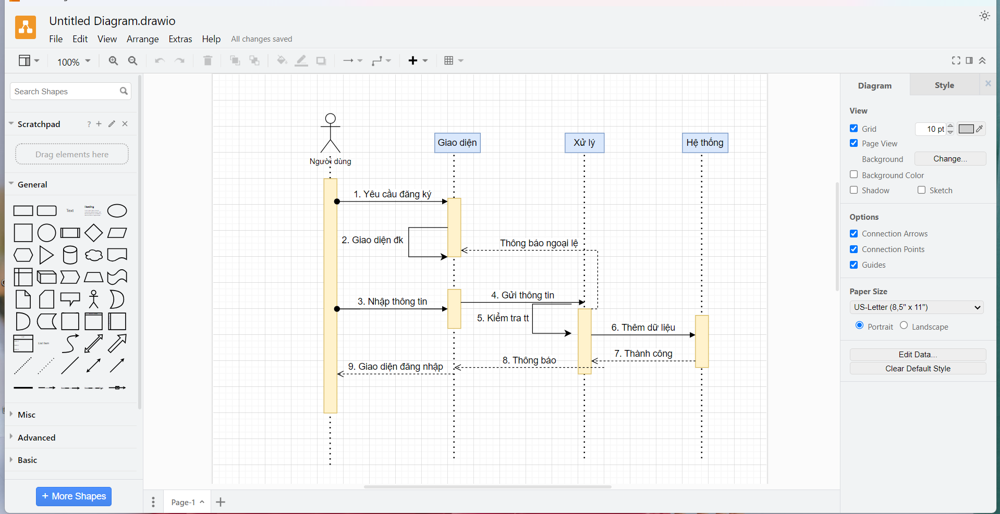 Untitled Diagram.drawio
File Edit View Arrange Extras Help All changes saved
100%
Search Shapes
Scratchpad ?
Drag elements here
General
Text
Heading
List Item
Misc
Advanced
Basic
+ More Shapes
Người dùng
Giao diện
Xử lý
Hệ thống
1. Yêu cầu đăng ký
2. Giao diện đk
Thông báo ngoại lệ
3. Nhập thông tin
4. Gửi thông tin
5. Kiểm tra tt
6. Thêm dữ liệu
7. Thành công
8. Thông báo
9. Giao diện đăng nhập
Page-1
Diagram Style
View
Grid 10 pt
Page View
Background Change...
Background Color
Shadow Sketch
Options
Connection Arrows
Connection Points
Guides
Paper Size
US-Letter (8,5" x 11")
Portrait Landscape
Edit Data...
Clear Default Style